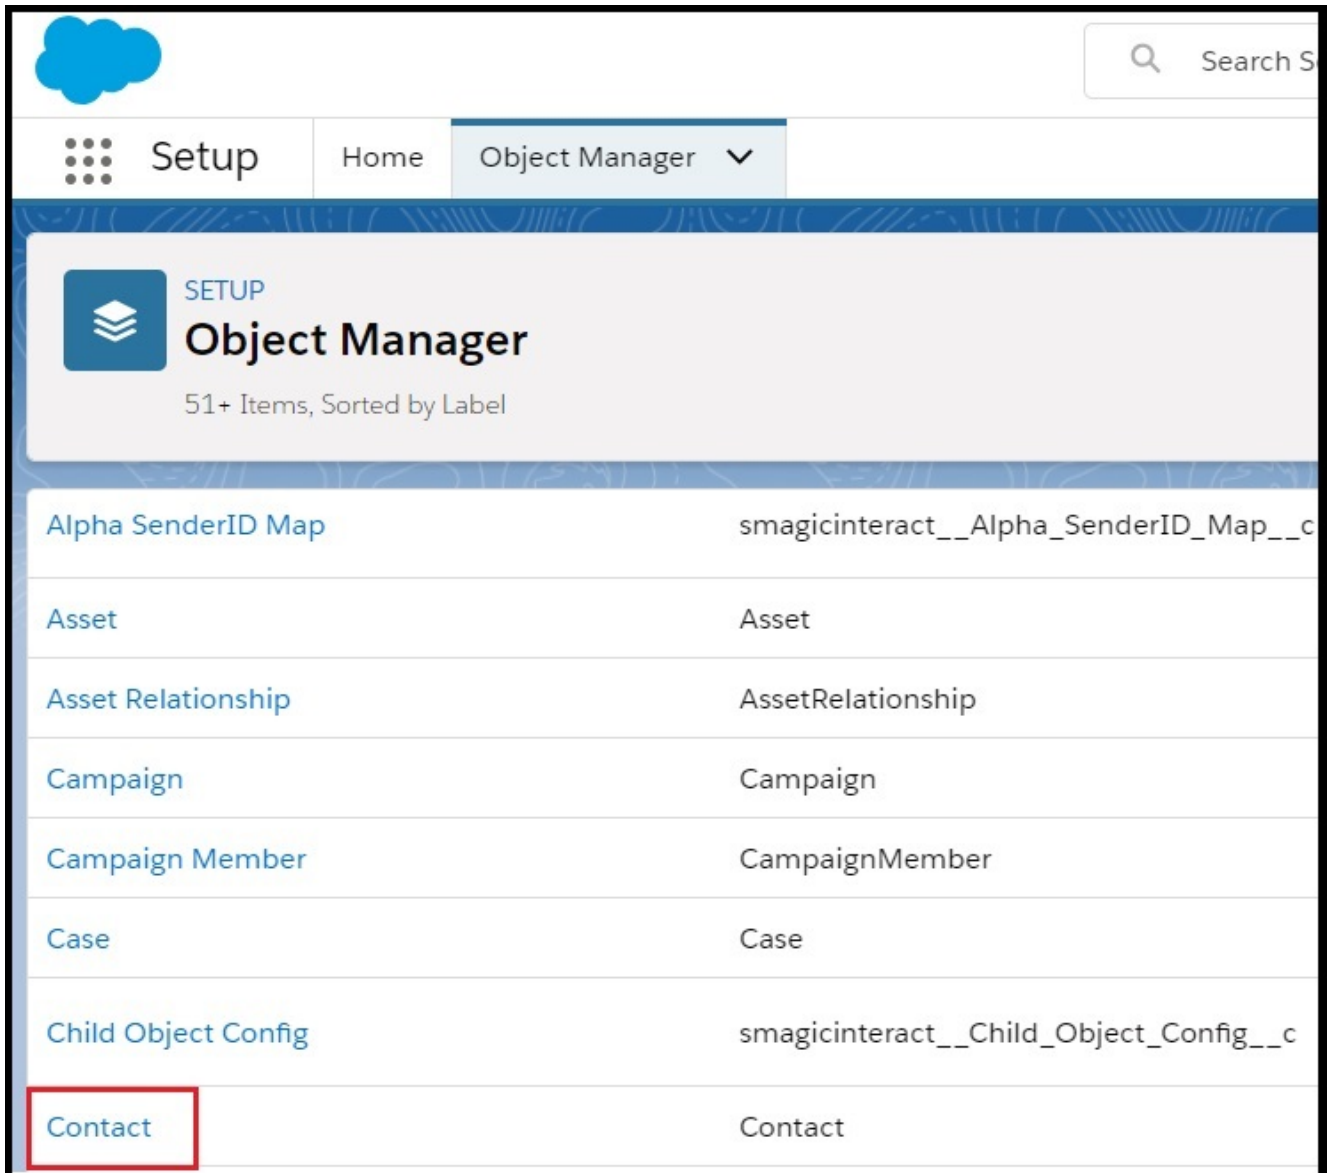 Search S
Setup Home Object Manager
SETUP
Object Manager
51+ Items, Sorted by Label
Alpha SenderID Map smagicinteract__Alpha_SenderID_Map__c
Asset Asset
Asset Relationship AssetRelationship
Campaign Campaign
Campaign Member CampaignMember
Case Case
Child Object Config smagicinteract__Child_Object_Config__c
Contact Contact